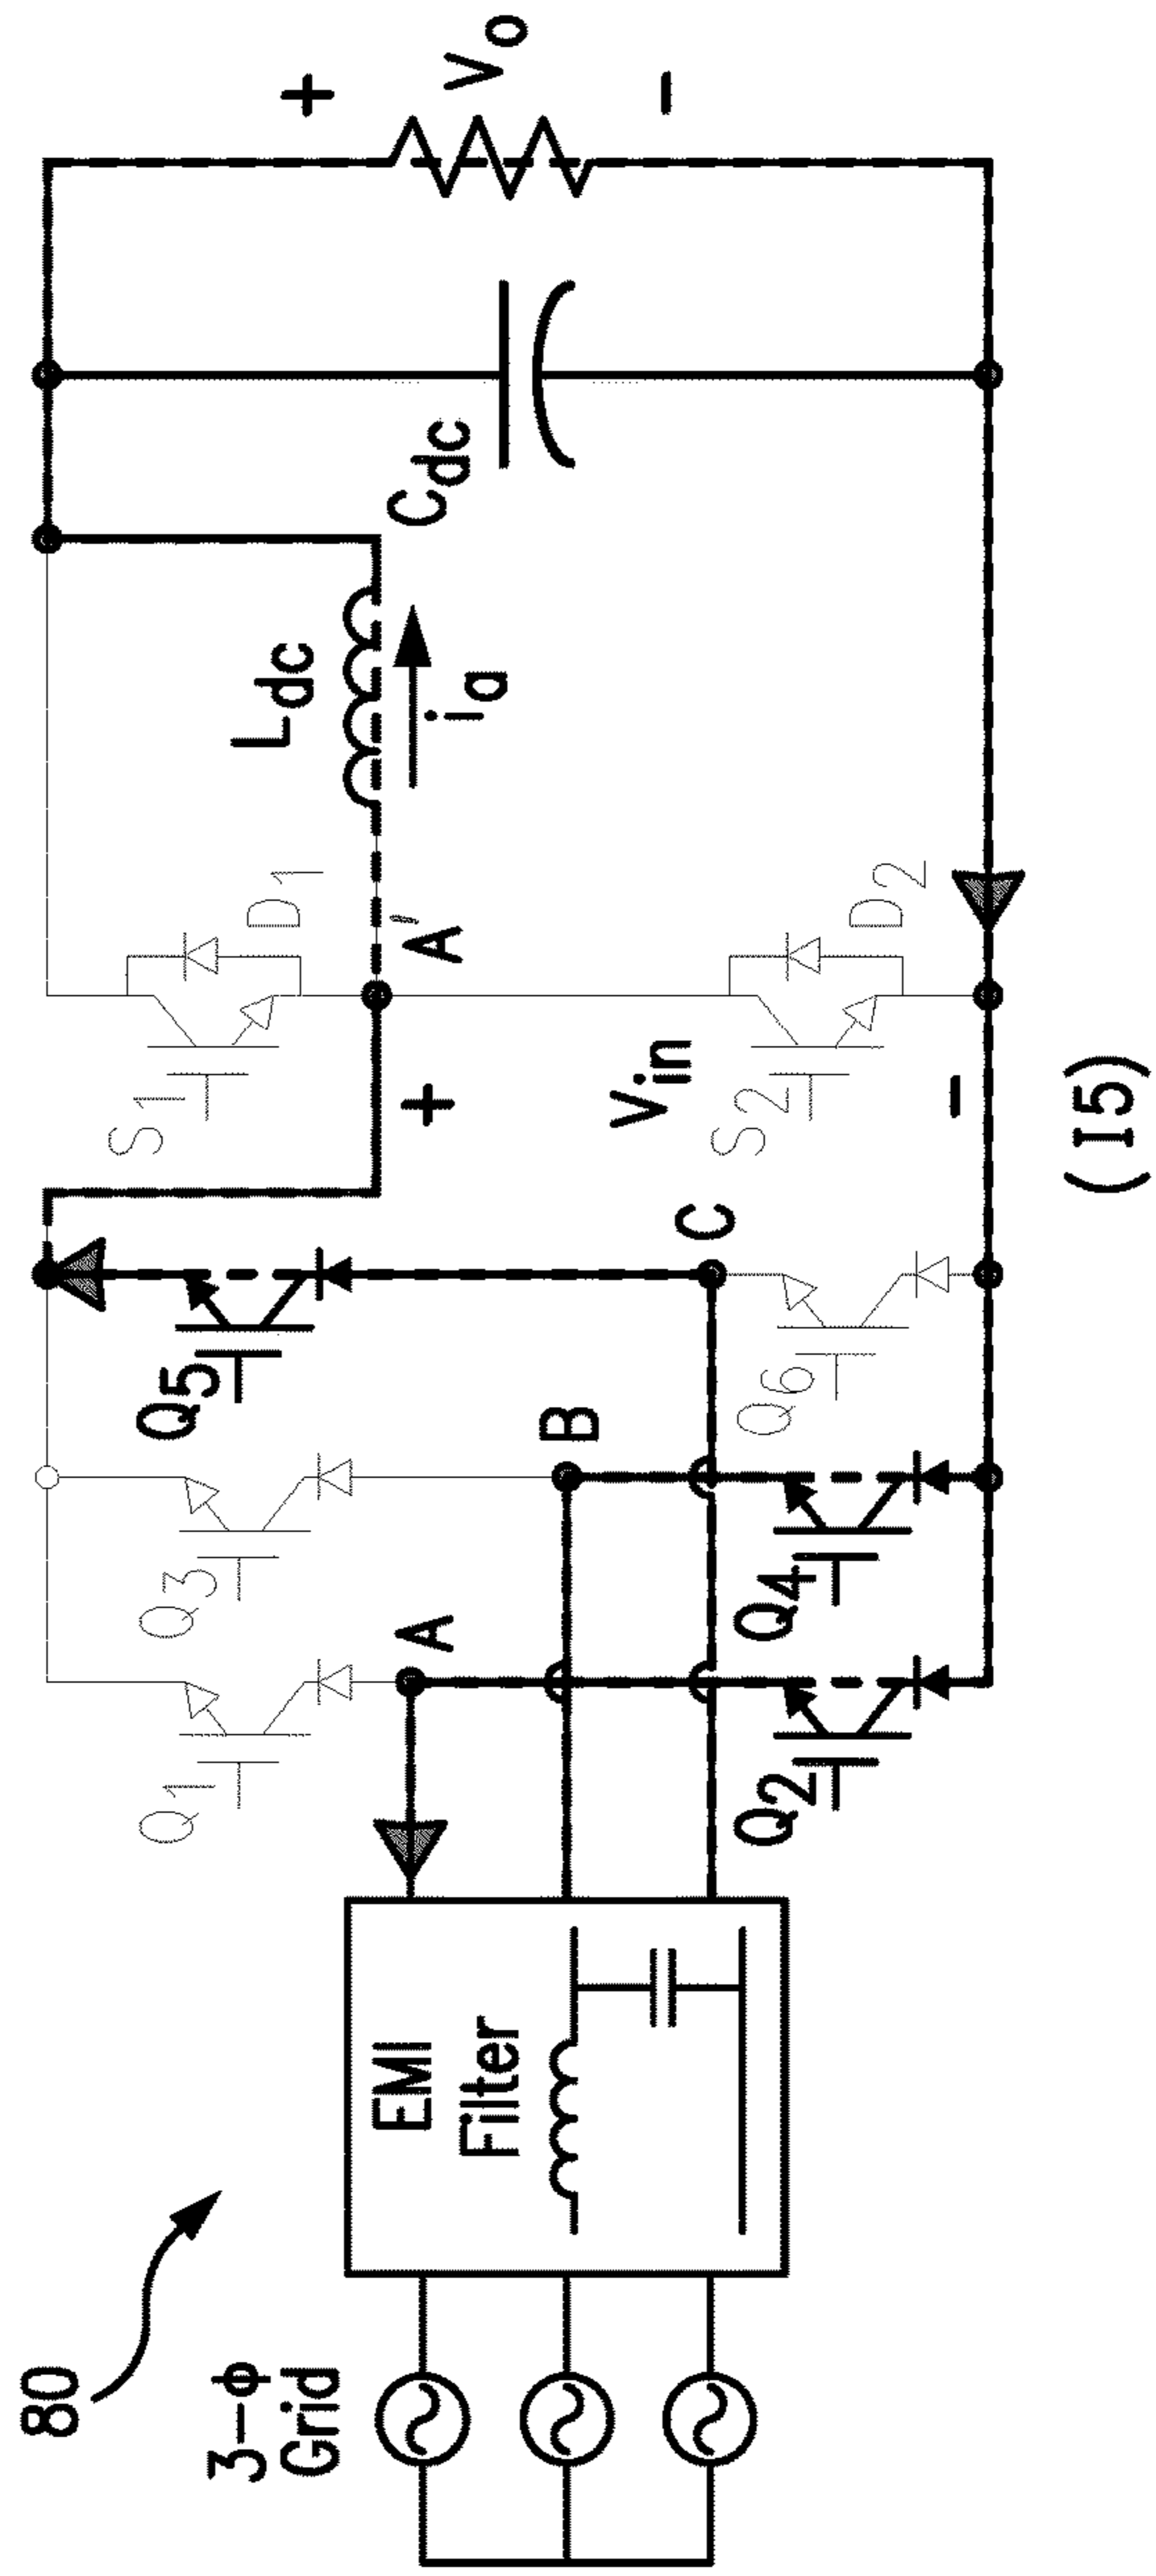 80
3-ϕ
Grid
EMI
Filter
Q1
Q3
Q5
A
B
C
Q2
Q4
Q6
S1
D1
A'
+
Vin
-
S2
D2
Ldc
ia
Cdc
+
Vo
-
(I5)